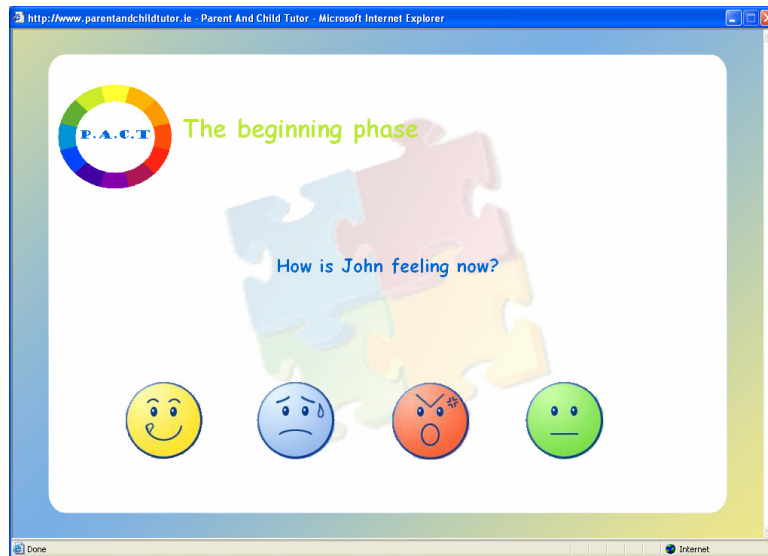 http://www.parentandchildtutor.ie - Parent And Child Tutor - Microsoft Internet Explorer
P.A.C.T
The beginning phase
How is John feeling now?
Done
Internet